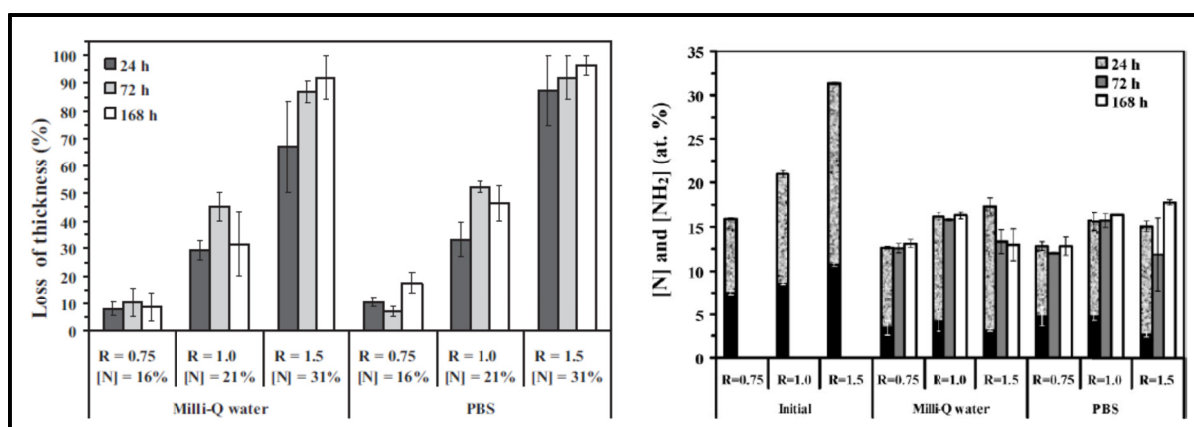 Loss of thickness (%)
100
90
80
70
60
50
40
30
20
10
0
24 h
72 h
168 h
R = 0.75 R = 1.0 R = 1.5 R = 0.75 R = 1.0 R = 1.5
[N] = 16% [N] = 21% [N] = 31% [N] = 16% [N] = 21% [N] = 31%
Milli-Q water PBS
[N] and [NH2] (at. %)
35
30
25
20
15
10
5
0
24 h
72 h
168 h
R=0.75 R=1.0 R=1.5 R=0.75 R=1.0 R=1.5 R=0.75 R=1.0 R=1.5
Initial Milli-Q water PBS